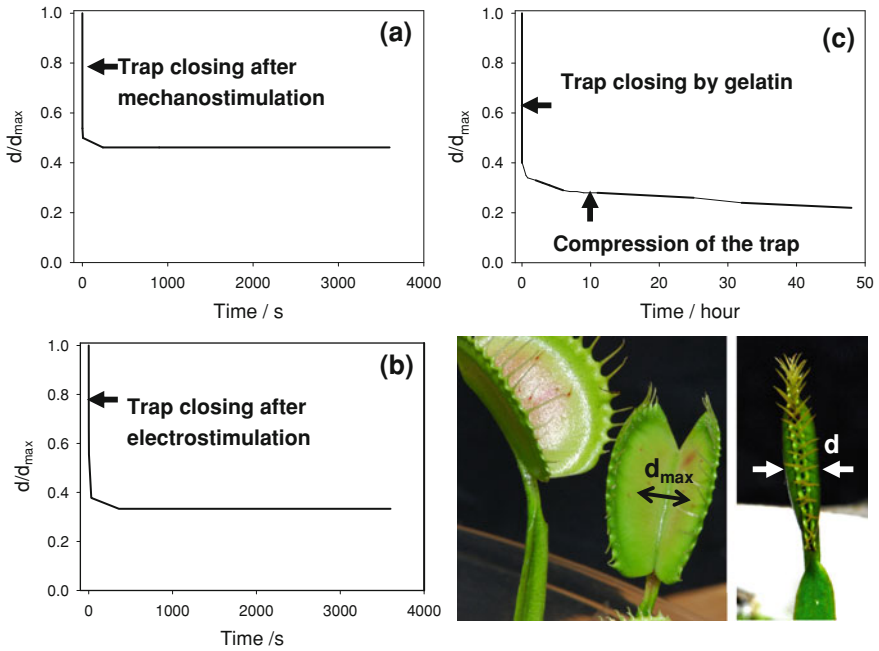 (a)
Trap closing after
mechanostimulation
d/dmax
1.0
0.8
0.6
0.4
0.2
0.0
0 1000 2000 3000 4000
Time / s
(c)
Trap closing by gelatin
Compression of the trap
d/dmax
1.0
0.8
0.6
0.4
0.2
0.0
0 10 20 30 40 50
Time / hour
(b)
Trap closing after
electrostimulation
d/dmax
1.0
0.8
0.6
0.4
0.2
0.0
0 1000 2000 3000 4000
Time /s
dmax
d